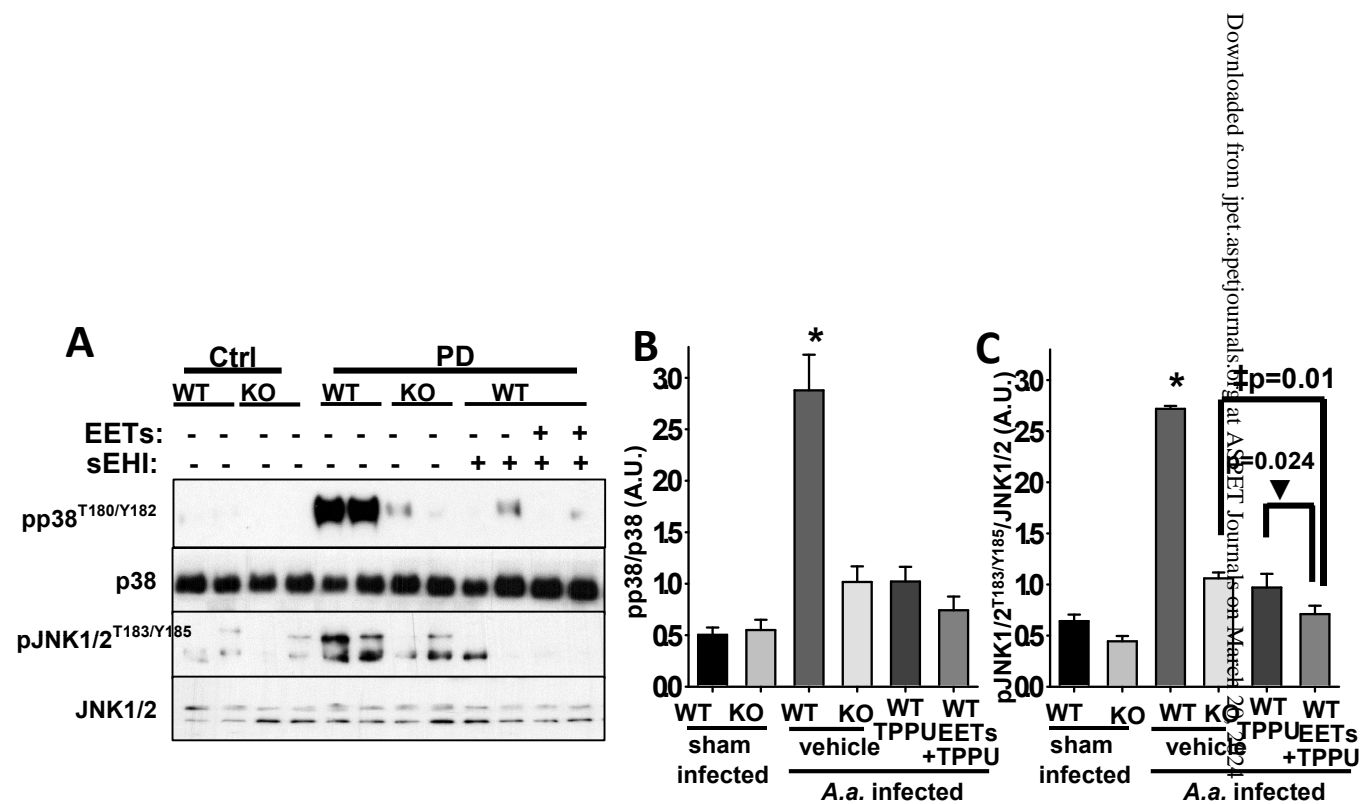 Downloaded from jpet.aspetjournals.org at ASPET Journals on March 20, 2024
A
Ctrl PD
WT KO WT KO WT
EETs: - - - - - - - - - - + +
sEHI: - - - - - - - - + + + +
pp38T180/Y182
p38
pJNK1/2T183/Y185
JNK1/2
B
pp38/p38 (A.U.)
3.0
2.5
2.0
1.5
1.0
0.5
0.0
*
WT KO WT KO WT WT
TPPU EETs
+TPPU
sham infected
vehicle
A.a. infected
C
pJNK1/2T183/Y185/JNK1/2 (A.U.)
3.0
2.5
2.0
1.5
1.0
0.5
0.0
*
‡p=0.01
p=0.024
WT KO WT KO WT WT
TPPU EETs
+TPPU
sham infected
vehicle
A.a. infected